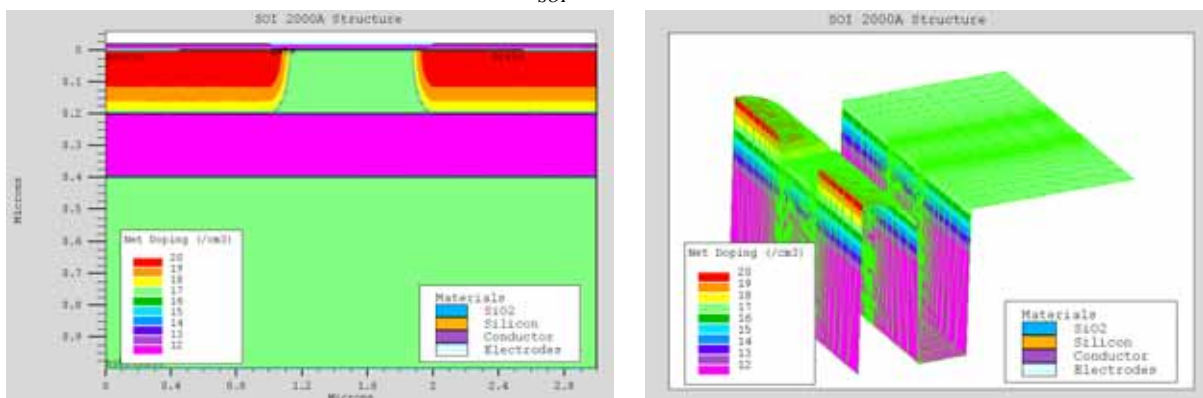 SOI
SOI 2000A Structure
0
0.1
0.2
0.3
0.4
0.5
0.6
0.7
0.8
0.9
Microns
Net Doping (/cm3)
20
19
18
17
16
15
14
13
12
Materials
SiO2
Silicon
Conductor
Electrodes
0 0.4 0.8 1.2 1.6 2 2.4 2.8
Microns
SOI 2000A Structure
Net Doping (/cm3)
20
19
18
17
16
15
14
13
12
Materials
SiO2
Silicon
Conductor
Electrodes